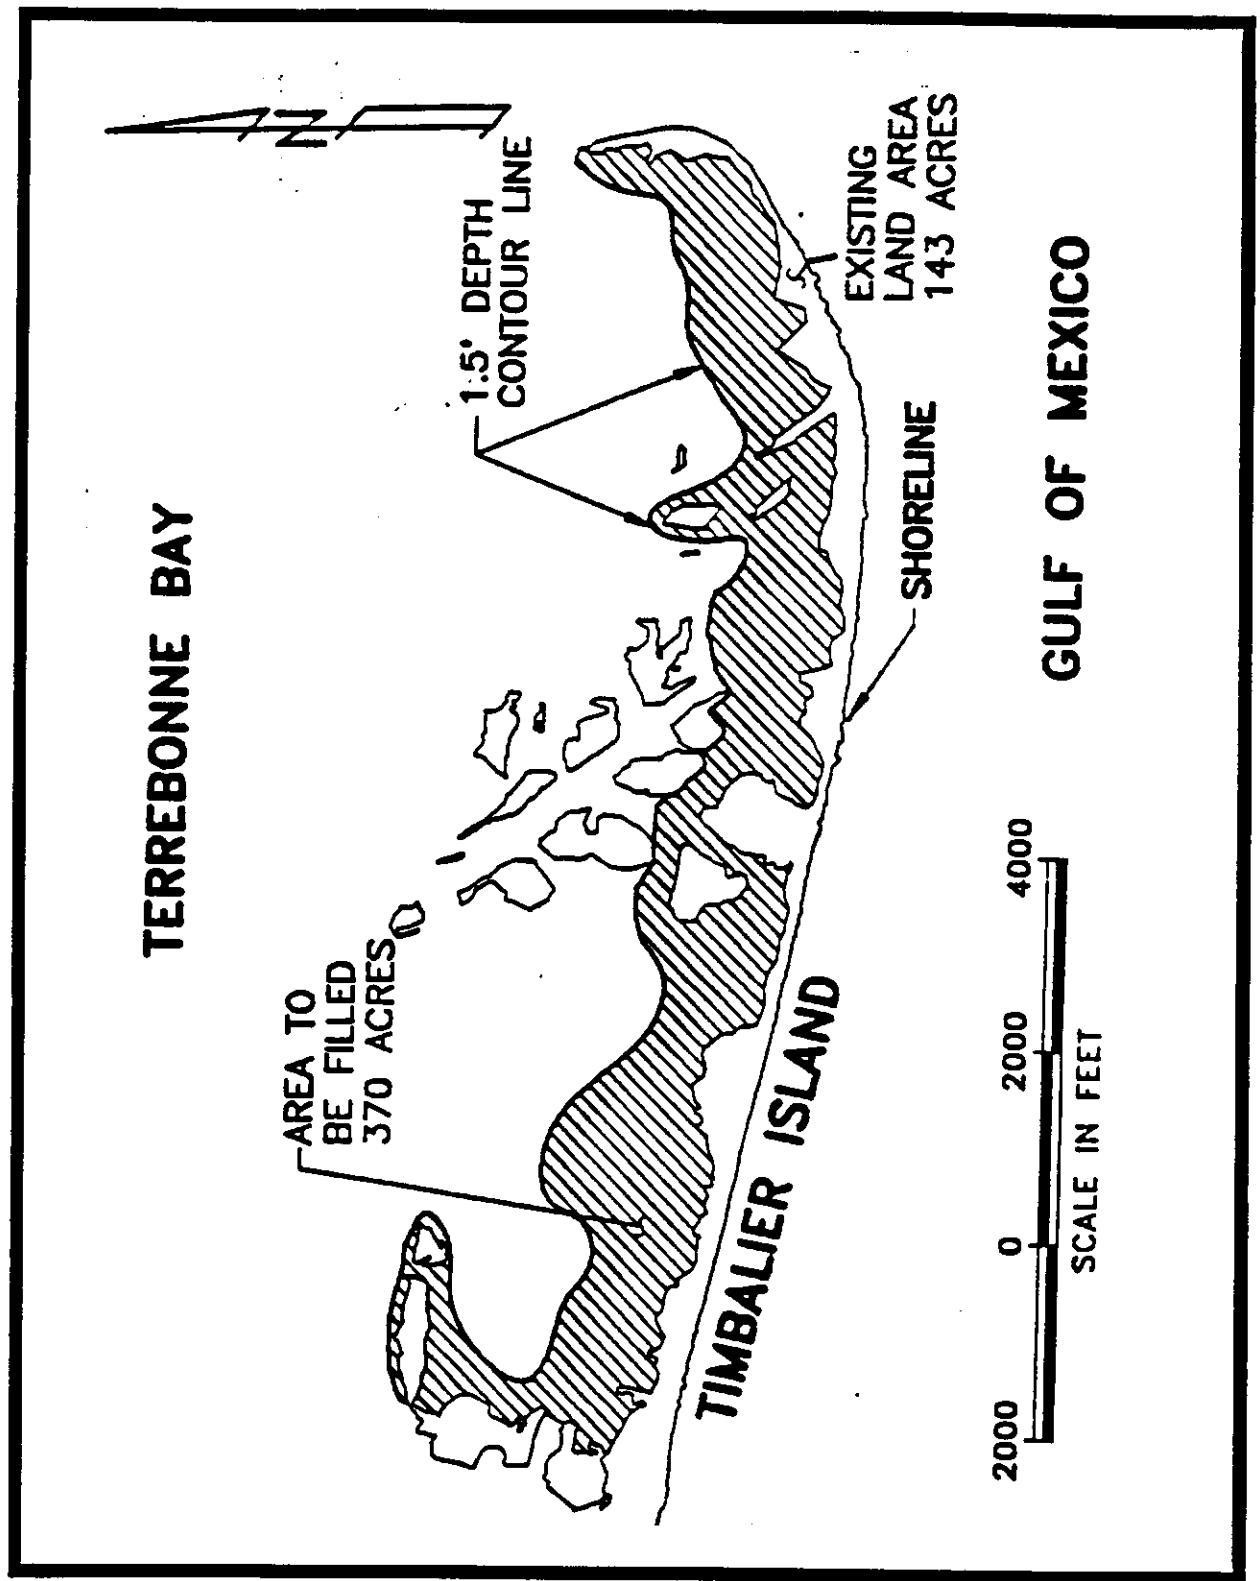 TERREBONNE BAY
N
1.5' DEPTH
CONTOUR LINE
AREA TO
BE FILLED
370 ACRES
EXISTING
LAND AREA
143 ACRES
SHORELINE
TIMBALIER ISLAND
GULF OF MEXICO
2000 0 2000 4000
SCALE IN FEET